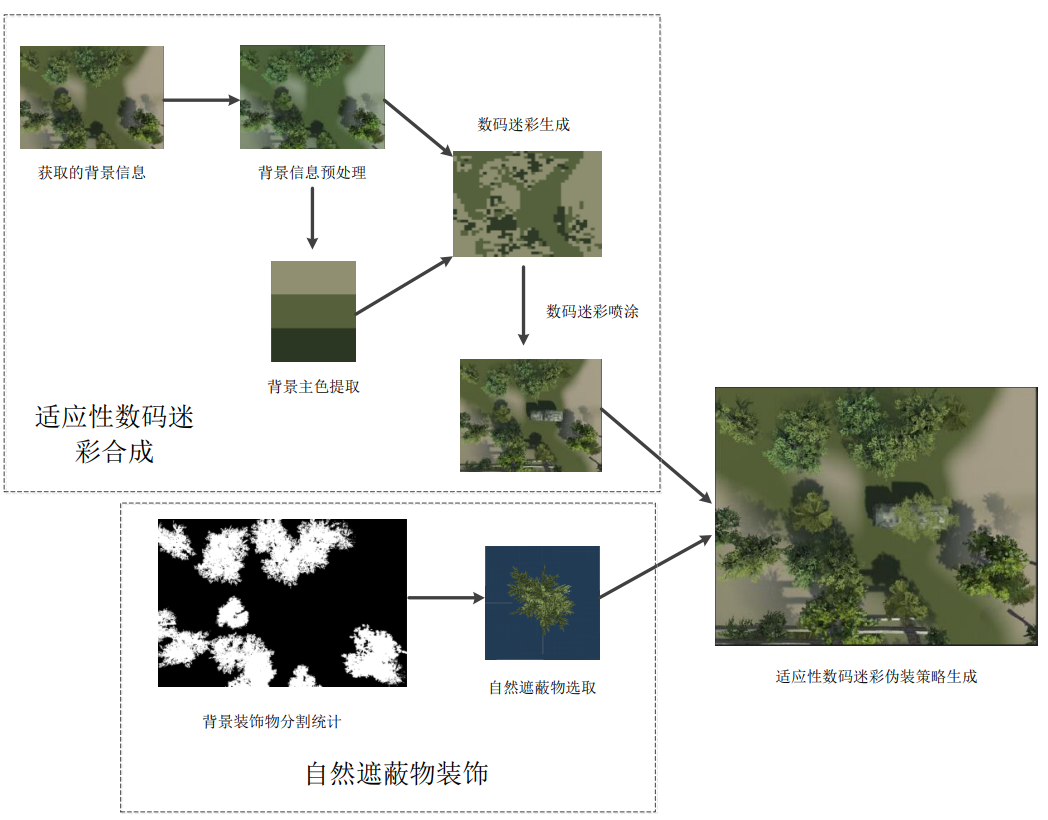 获取的背景信息
背景信息预处理
数码迷彩生成
数码迷彩喷涂
背景主色提取
适应性数码迷
彩合成
背景装饰物分割统计
自然遮蔽物选取
自然遮蔽物装饰
适应性数码迷彩伪装策略生成